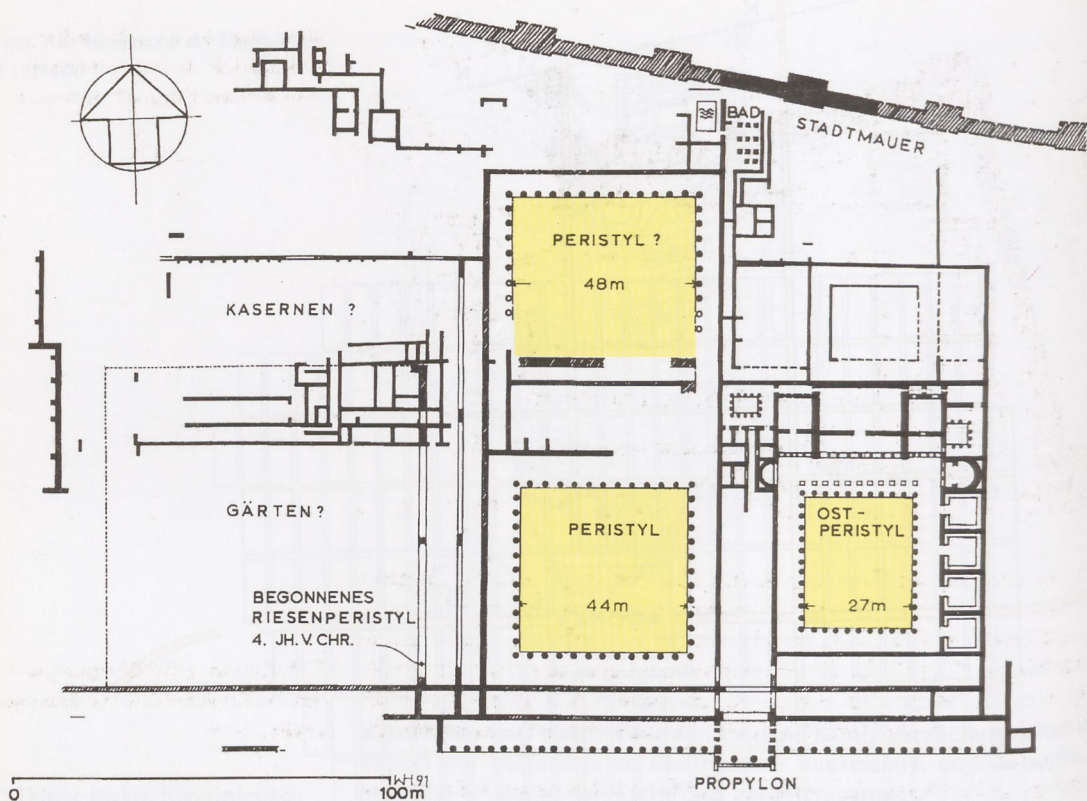 BAD
STADTMAUER
PERISTYL ?
48m
KASERNEN ?
GÄRTEN ?
PERISTYL
OST-
PERISTYL
44m
27m
BEGONNENES
RIESENPERISTYL
4. JH. V. CHR.
PROPYLON
0
100m
WH 91